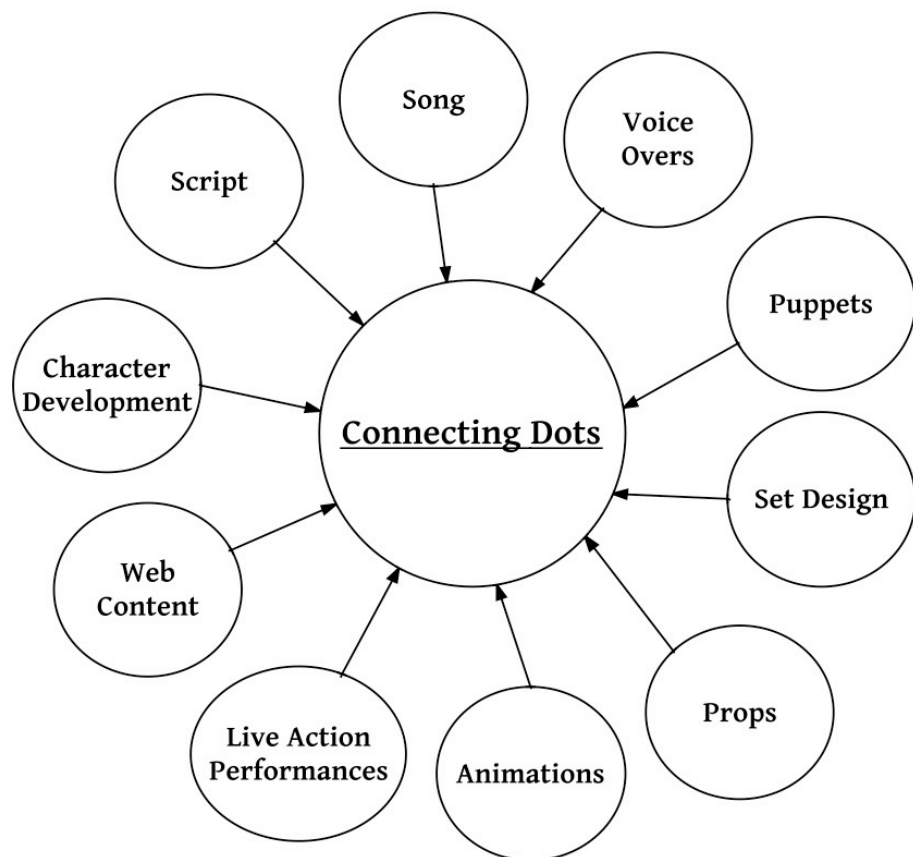 Song
Voice
Overs
Script
Puppets
Character
Development
Connecting Dots
Set Design
Web
Content
Props
Live Action
Performances
Animations